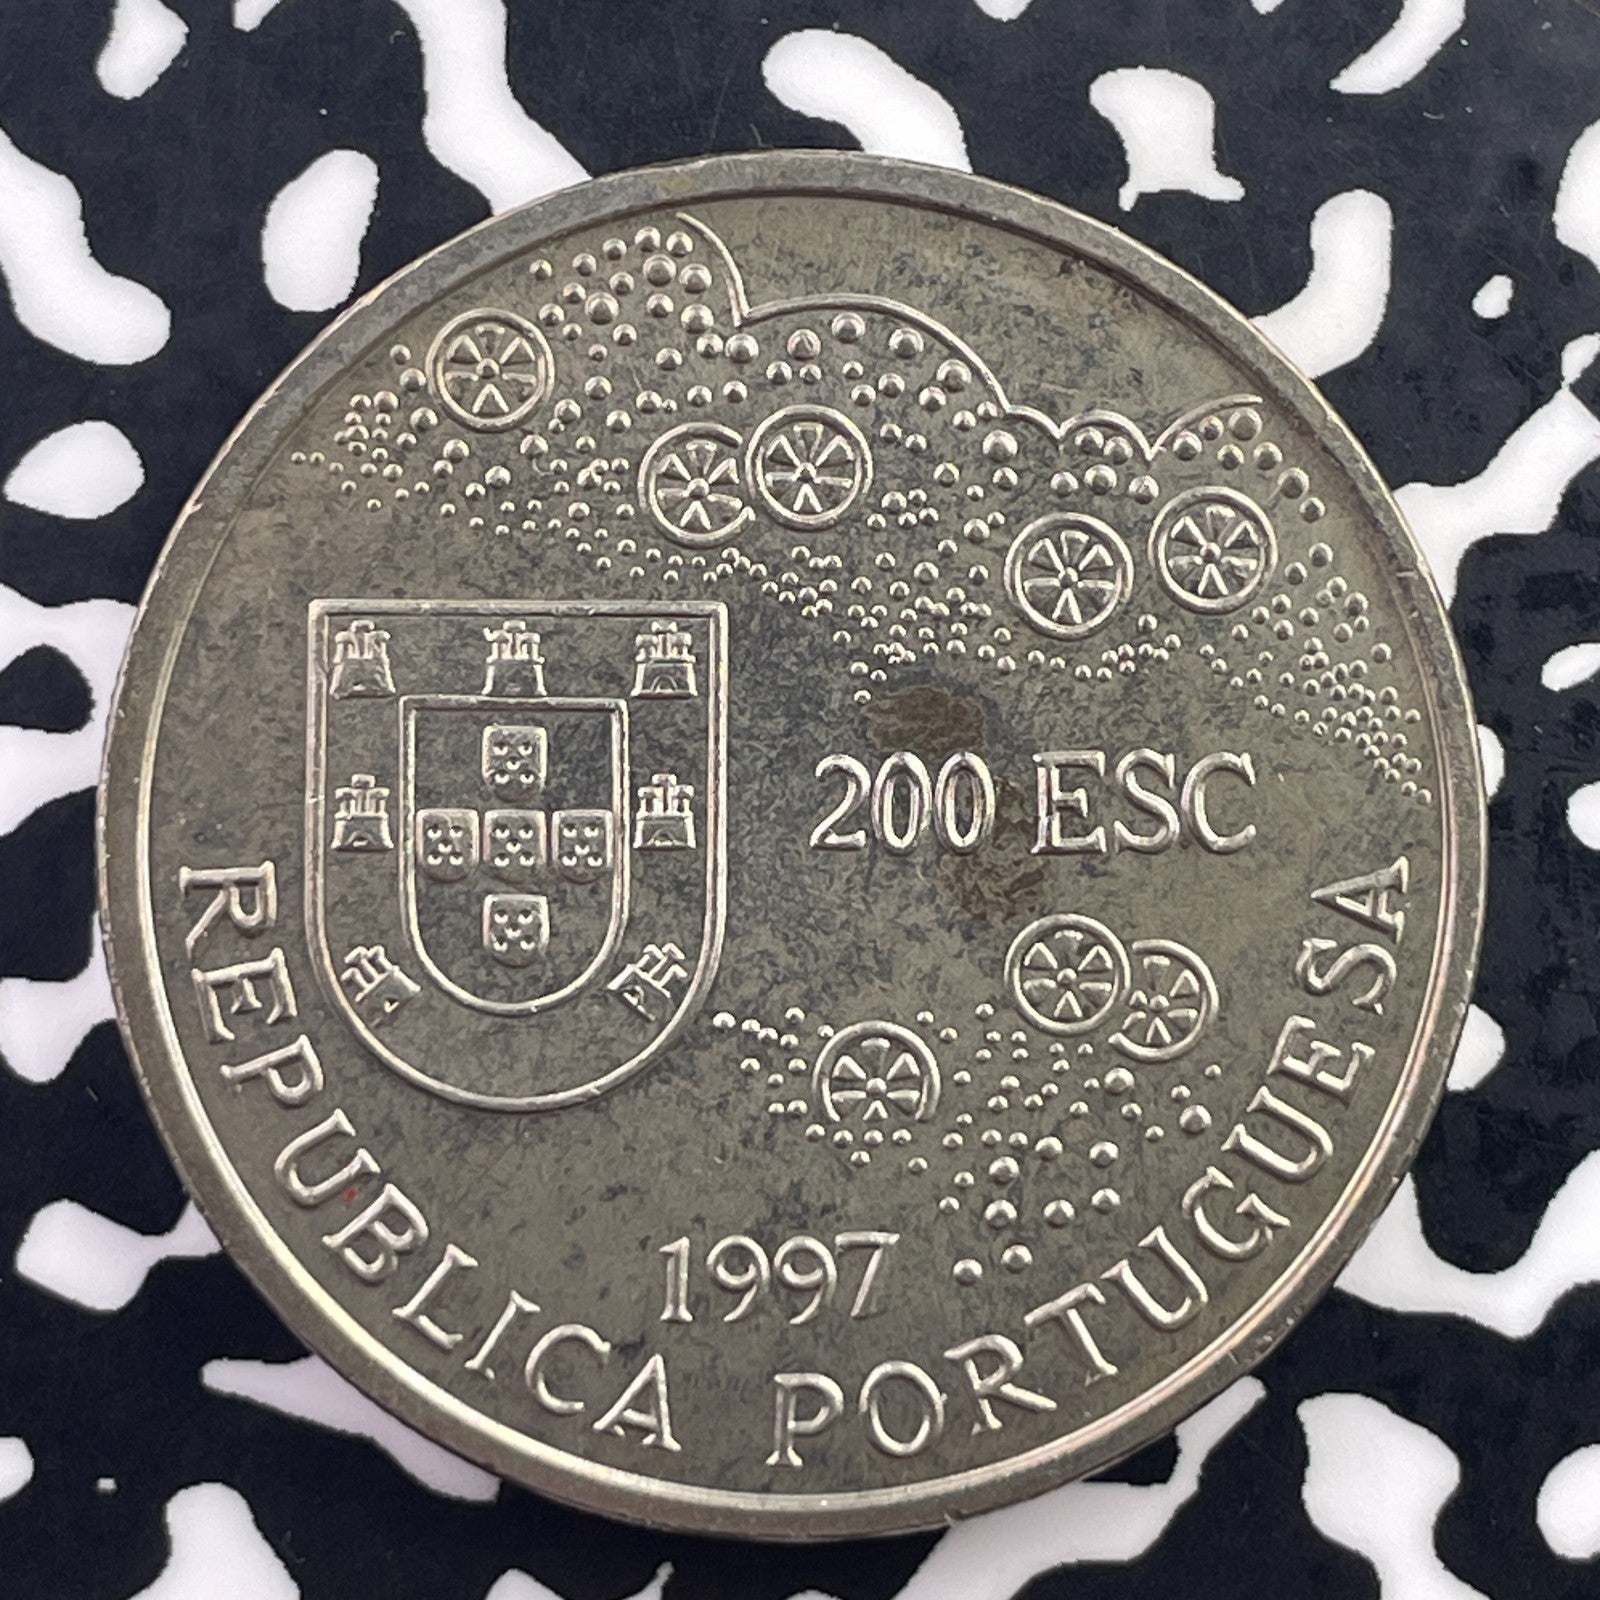 200 ESC
1997
REPUBLICA PORTUGUESA